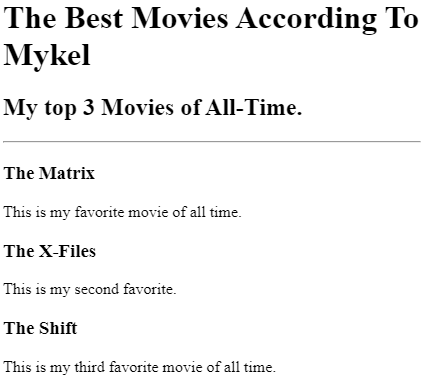 The Best Movies According To
Mykel
My top 3 Movies of All-Time.
The Matrix
This is my favorite movie of all time.
The X-Files
This is my second favorite.
The Shift
This is my third favorite movie of all time.